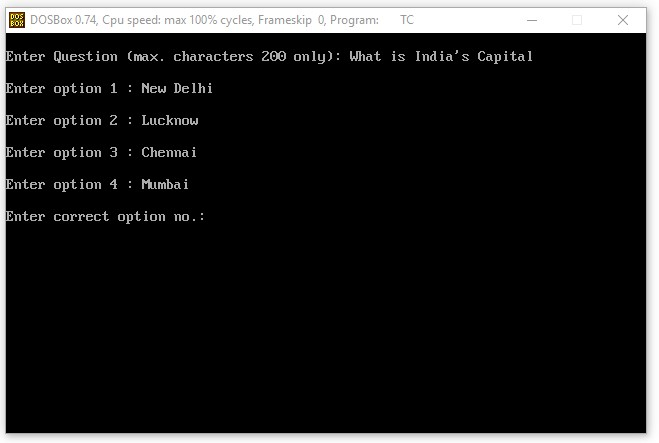 DOS
BOX
DOSBox 0.74, Cpu speed: max 100% cycles, Frameskip 0, Program: TC
Enter Question (max. characters 200 only): What is India's Capital
Enter option 1 : New Delhi
Enter option 2 : Lucknow
Enter option 3 : Chennai
Enter option 4 : Mumbai
Enter correct option no.: